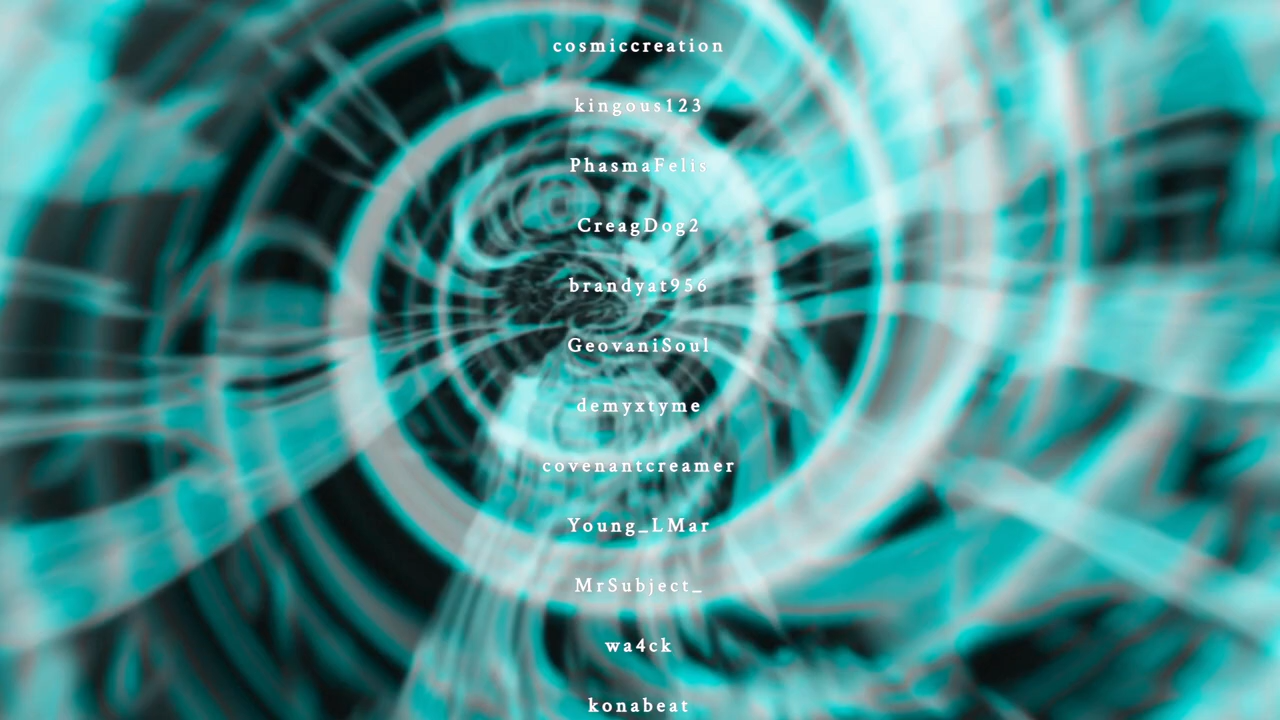 cosmiccreation
kingous123
PhasmaFelis
CreagDog2
brandyat956
GeovaniSoul
demyxtyme
covenantcreamer
Young_LMar
MrSubject_
wa4ck
konabeat